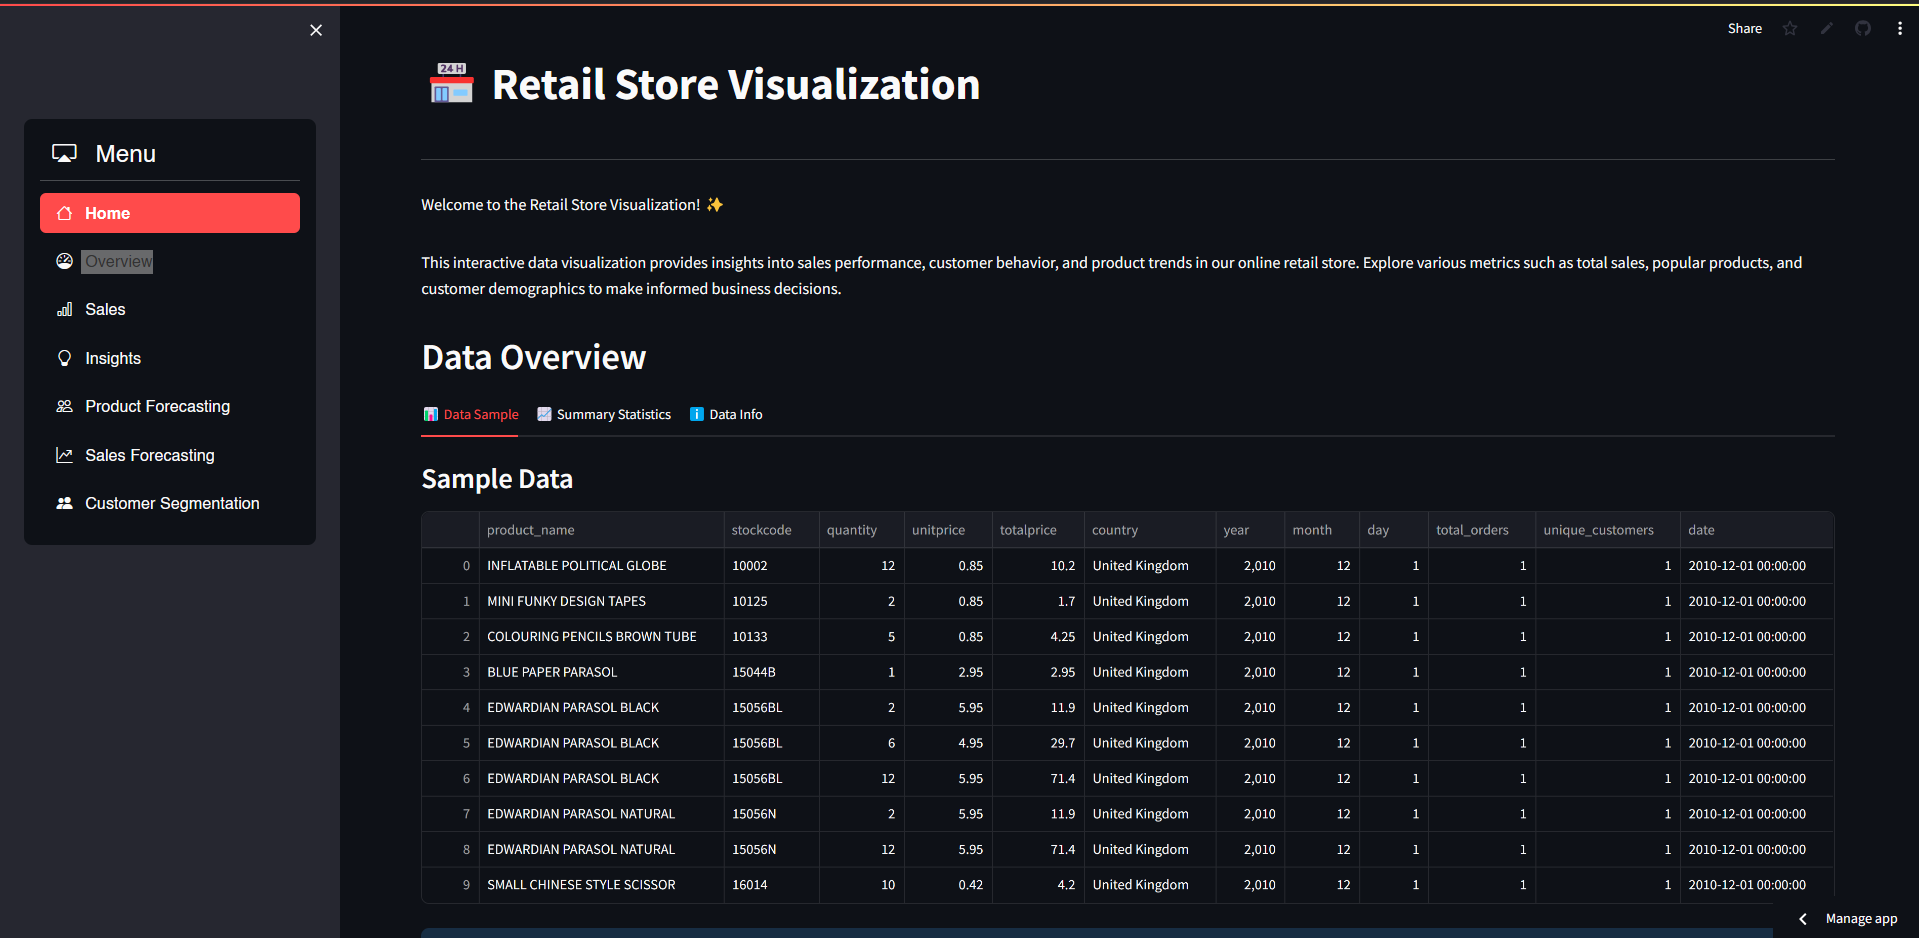 Share
24 H
Retail Store Visualization
Menu
Home
Overview
Sales
Insights
Product Forecasting
Sales Forecasting
Customer Segmentation
Welcome to the Retail Store Visualization! ✨
This interactive data visualization provides insights into sales performance, customer behavior, and product trends in our online retail store. Explore various metrics such as total sales, popular products, and
customer demographics to make informed business decisions.
Data Overview
Data Sample Summary Statistics Data Info
Sample Data
product_name stockcode quantity unitprice totalprice country year month day total_orders unique_customers date
0 INFLATABLE POLITICAL GLOBE 10002 12 0.85 10.2 United Kingdom 2,010 12 1 1 1 2010-12-01 00:00:00
1 MINI FUNKY DESIGN TAPES 10125 2 0.85 1.7 United Kingdom 2,010 12 1 1 1 2010-12-01 00:00:00
2 COLOURING PENCILS BROWN TUBE 10133 5 0.85 4.25 United Kingdom 2,010 12 1 1 1 2010-12-01 00:00:00
3 BLUE PAPER PARASOL 15044B 1 2.95 2.95 United Kingdom 2,010 12 1 1 1 2010-12-01 00:00:00
4 EDWARDIAN PARASOL BLACK 15056BL 2 5.95 11.9 United Kingdom 2,010 12 1 1 1 2010-12-01 00:00:00
5 EDWARDIAN PARASOL BLACK 15056BL 6 4.95 29.7 United Kingdom 2,010 12 1 1 1 2010-12-01 00:00:00
6 EDWARDIAN PARASOL BLACK 15056BL 12 5.95 71.4 United Kingdom 2,010 12 1 1 1 2010-12-01 00:00:00
7 EDWARDIAN PARASOL NATURAL 15056N 2 5.95 11.9 United Kingdom 2,010 12 1 1 1 2010-12-01 00:00:00
8 EDWARDIAN PARASOL NATURAL 15056N 12 5.95 71.4 United Kingdom 2,010 12 1 1 1 2010-12-01 00:00:00
9 SMALL CHINESE STYLE SCISSOR 16014 10 0.42 4.2 United Kingdom 2,010 12 1 1 1 2010-12-01 00:00:00
Manage app